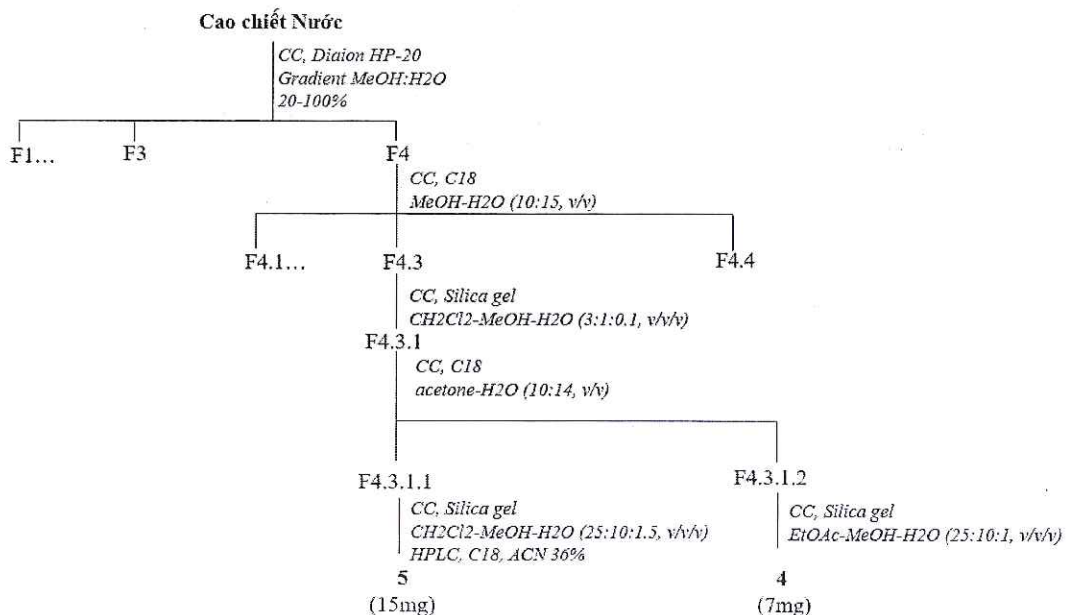 Cao chiết Nước
CC, Diaion HP-20
Gradient MeOH:H2O
20-100%
F1...
F3
F4
CC, C18
MeOH-H2O (10:15, v/v)
F4.1...
F4.3
F4.4
CC, Silica gel
CH2Cl2-MeOH-H2O (3:1:0.1, v/v/v)
F4.3.1
CC, C18
acetone-H2O (10:14, v/v)
F4.3.1.1
F4.3.1.2
CC, Silica gel
CH2Cl2-MeOH-H2O (25:10:1.5, v/v/v)
HPLC, C18, ACN 36%
CC, Silica gel
EtOAc-MeOH-H2O (25:10:1, v/v/v)
5
(15mg)
4
(7mg)